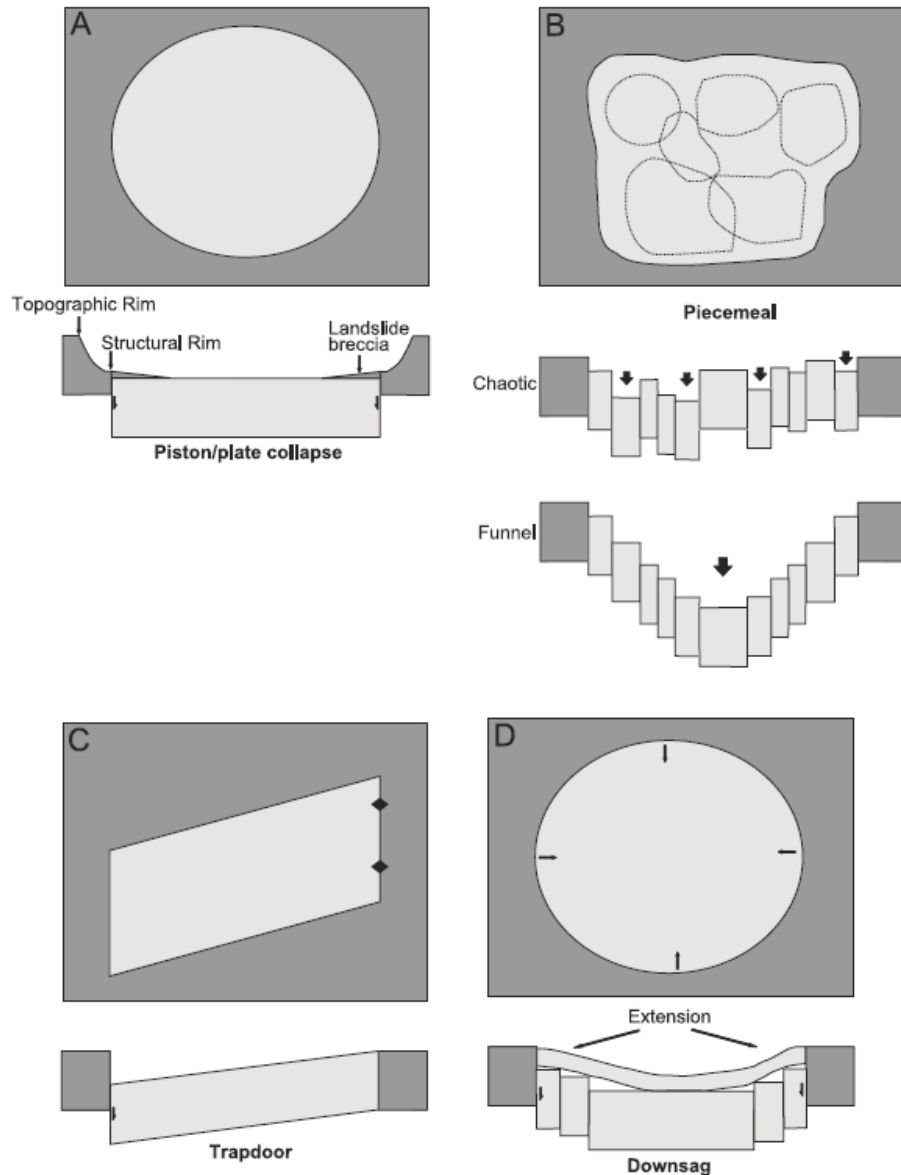 A
Topographic Rim
Structural Rim
Landslide
breccia
Piston/plate collapse
B
Piecemeal
Chaotic
Funnel
C
Trapdoor
D
Extension
Downsag